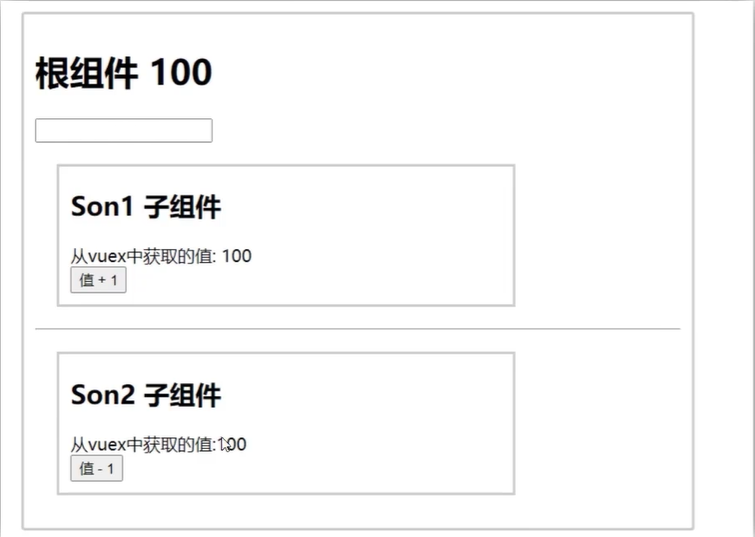 根组件 100
Son1 子组件
从vuex中获取的值: 100
值 + 1
Son2 子组件
从vuex中获取的值:100
值 - 1